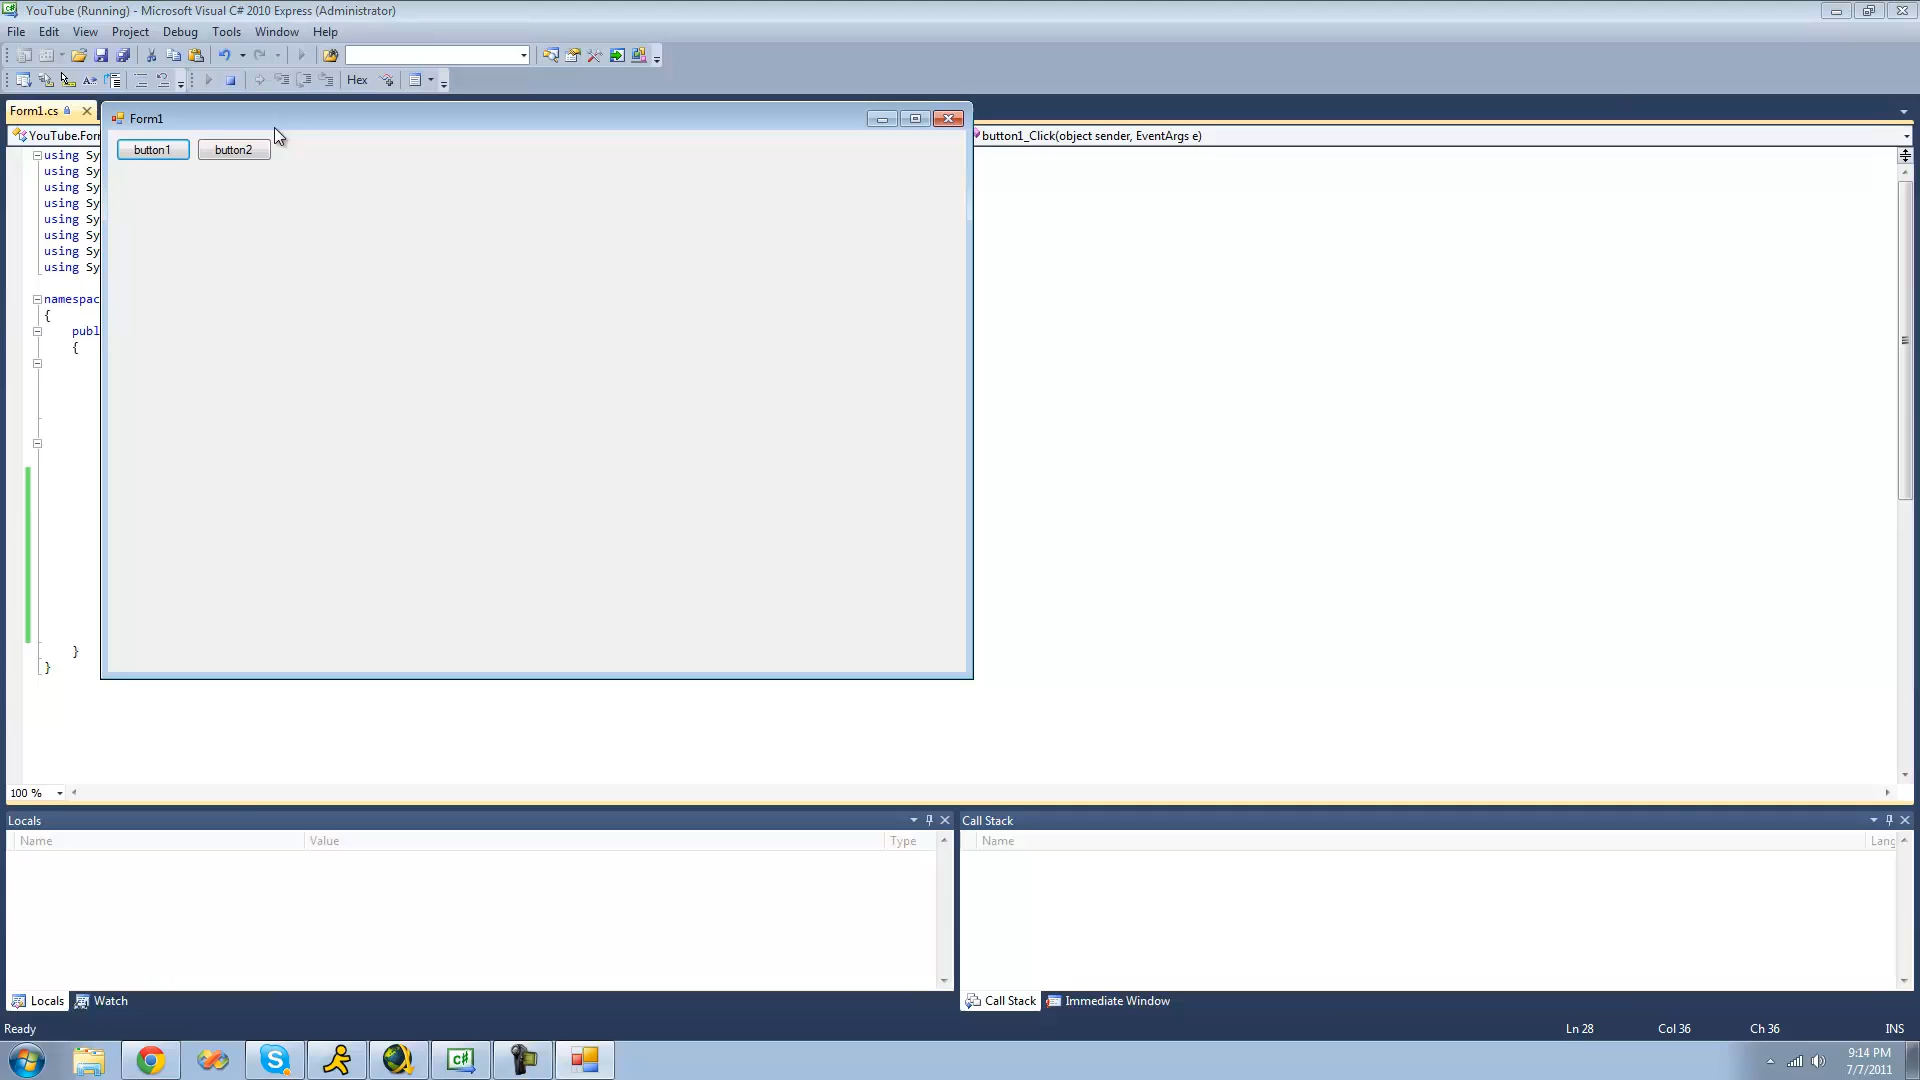 YouTube (Running) - Microsoft Visual C# 2010 Express (Administrator)
File Edit View Project Debug Tools Window Help
Hex
Form1.cs
Form1
YouTube.Forr
button1_Click(object sender, EventArgs e)
button1 button2
using Sy
using Sy
using Sy
using Sy
using Sy
using Sy
using Sy
using Sy
namespac
{
publ
{
}
}
100 %
Locals
Call Stack
Name Value Type
Name Lang
Locals Watch
Call Stack Immediate Window
Ready
Ln 28 Col 36 Ch 36 INS
9:14 PM
7/7/2011